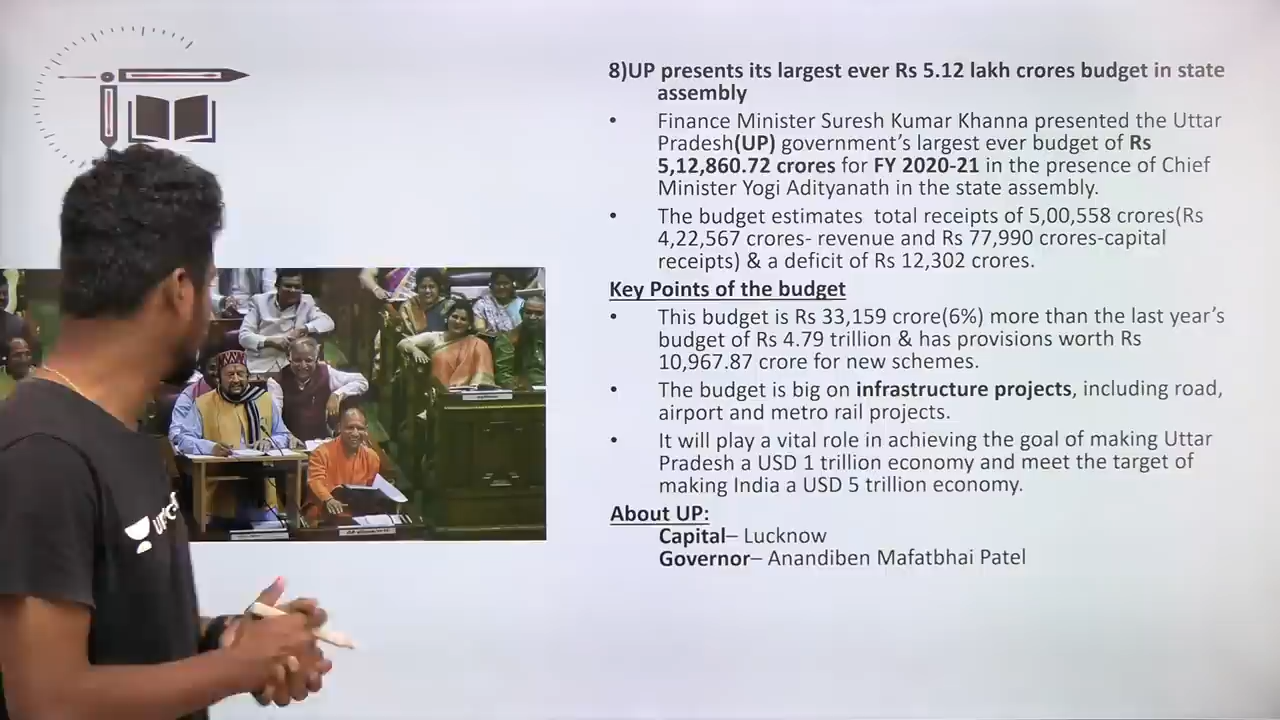 8)UP presents its largest ever Rs 5.12 lakh crores budget in state
assembly
• Finance Minister Suresh Kumar Khanna presented the Uttar
Pradesh(UP) government's largest ever budget of Rs
5,12,860.72 crores for FY 2020-21 in the presence of Chief
Minister Yogi Adityanath in the state assembly.
• The budget estimates total receipts of 5,00,558 crores(Rs
4,22,567 crores- revenue and Rs 77,990 crores-capital
receipts) & a deficit of Rs 12,302 crores.
Key Points of the budget
• This budget is Rs 33,159 crore(6%) more than the last year's
budget of Rs 4.79 trillion & has provisions worth Rs
10,967.87 crore for new schemes.
• The budget is big on infrastructure projects, including road,
airport and metro rail projects.
• It will play a vital role in achieving the goal of making Uttar
Pradesh a USD 1 trillion economy and meet the target of
making India a USD 5 trillion economy.
About UP:
Capital– Lucknow
Governor– Anandiben Mafatbhai Patel